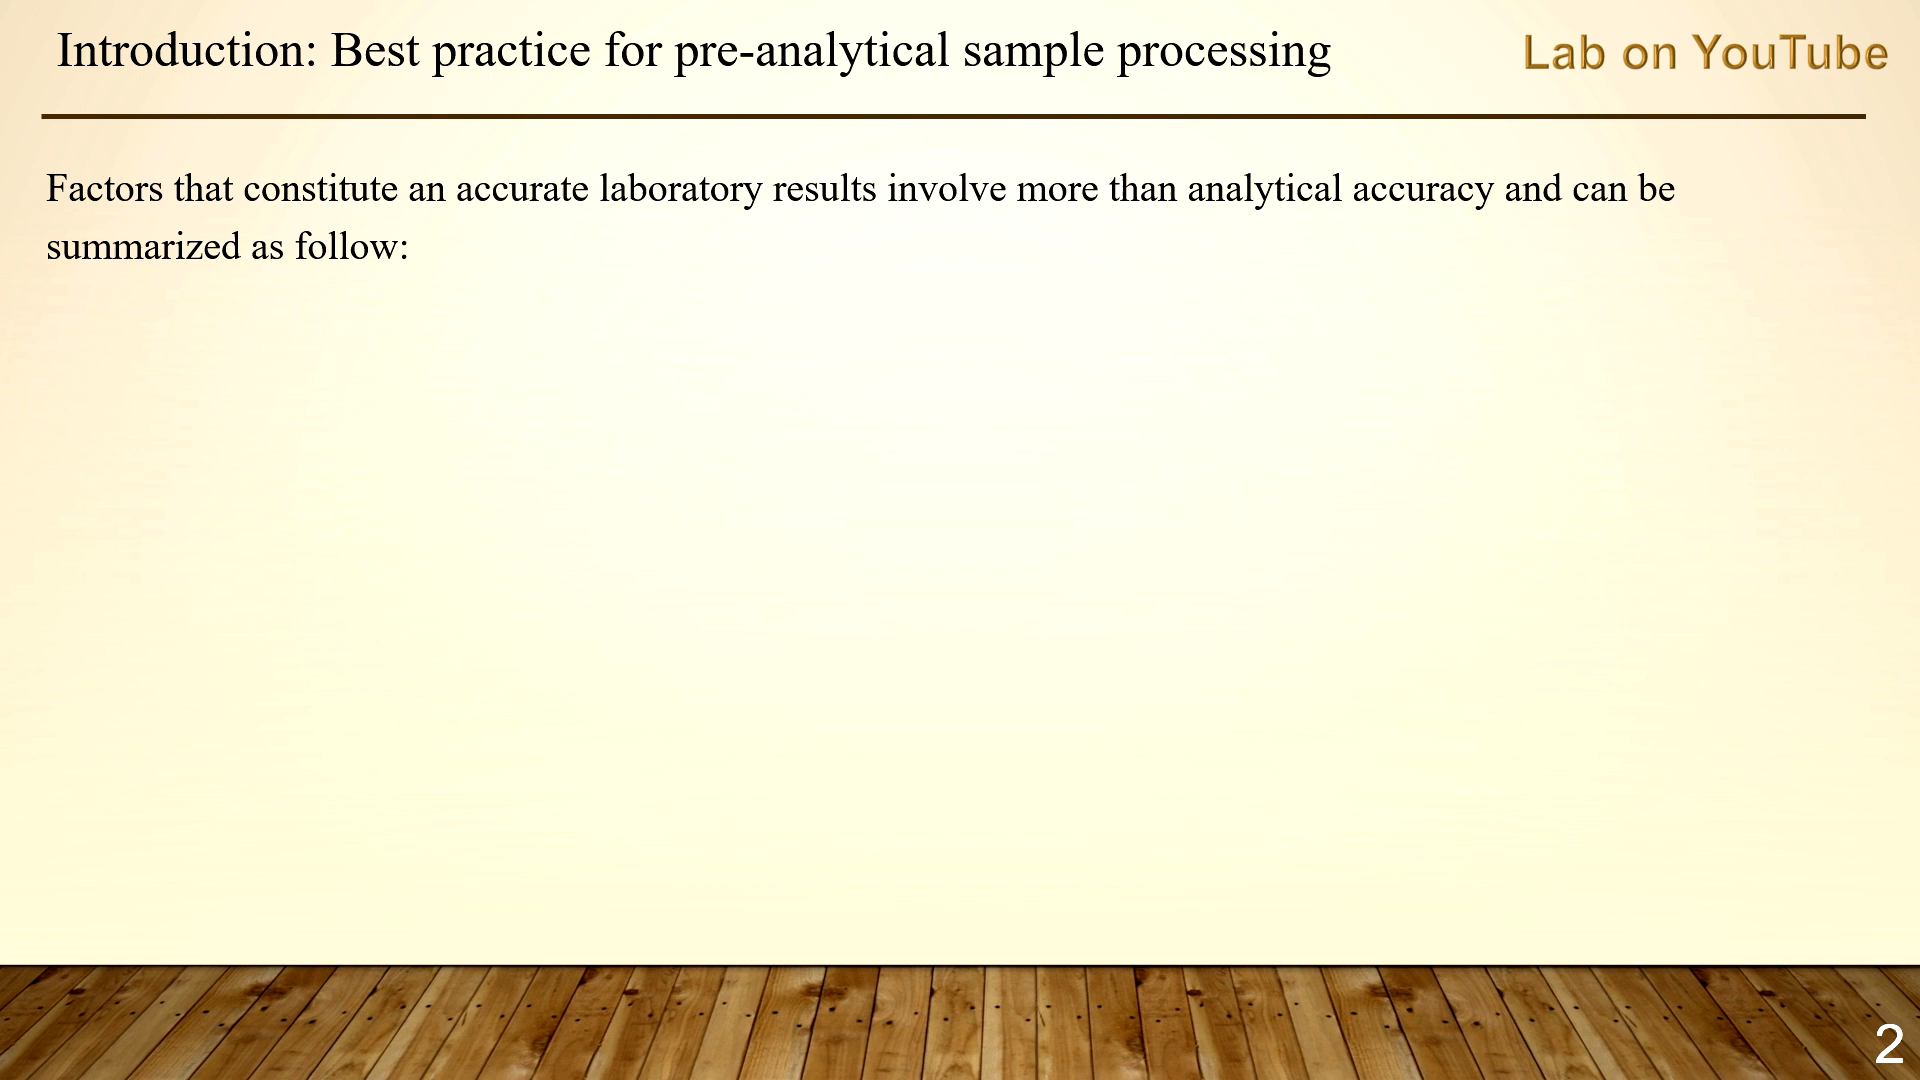 Introduction: Best practice for pre-analytical sample processing
Lab on YouTube
Factors that constitute an accurate laboratory results involve more than analytical accuracy and can be
summarized as follow:
2